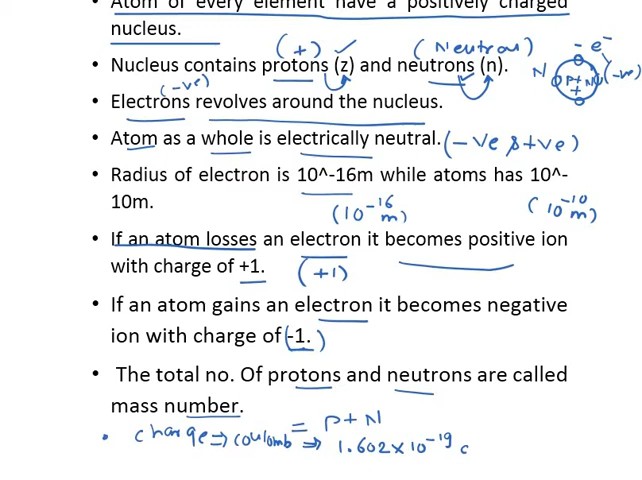 • Atom of every element have a positively charged
nucleus.
(+) ✓ (Neutral) - e⁻
• Nucleus contains protons (z) and neutrons (n).
N P+ N (-ve)
+
(-ve)
• Electrons revolves around the nucleus.
• Atom as a whole is electrically neutral. (-ve & +ve)
• Radius of electron is 10^-16m while atoms has 10^-
10m.
(10⁻¹⁶ m) (10⁻¹⁰ m)
• If an atom losses an electron it becomes positive ion
with charge of +1. (+1)
• If an atom gains an electron it becomes negative
ion with charge of (-1.)
• The total no. Of protons and neutrons are called
mass number. = P+N
• charge ⇒ coulomb ⇒ 1.602×10⁻¹⁹ c